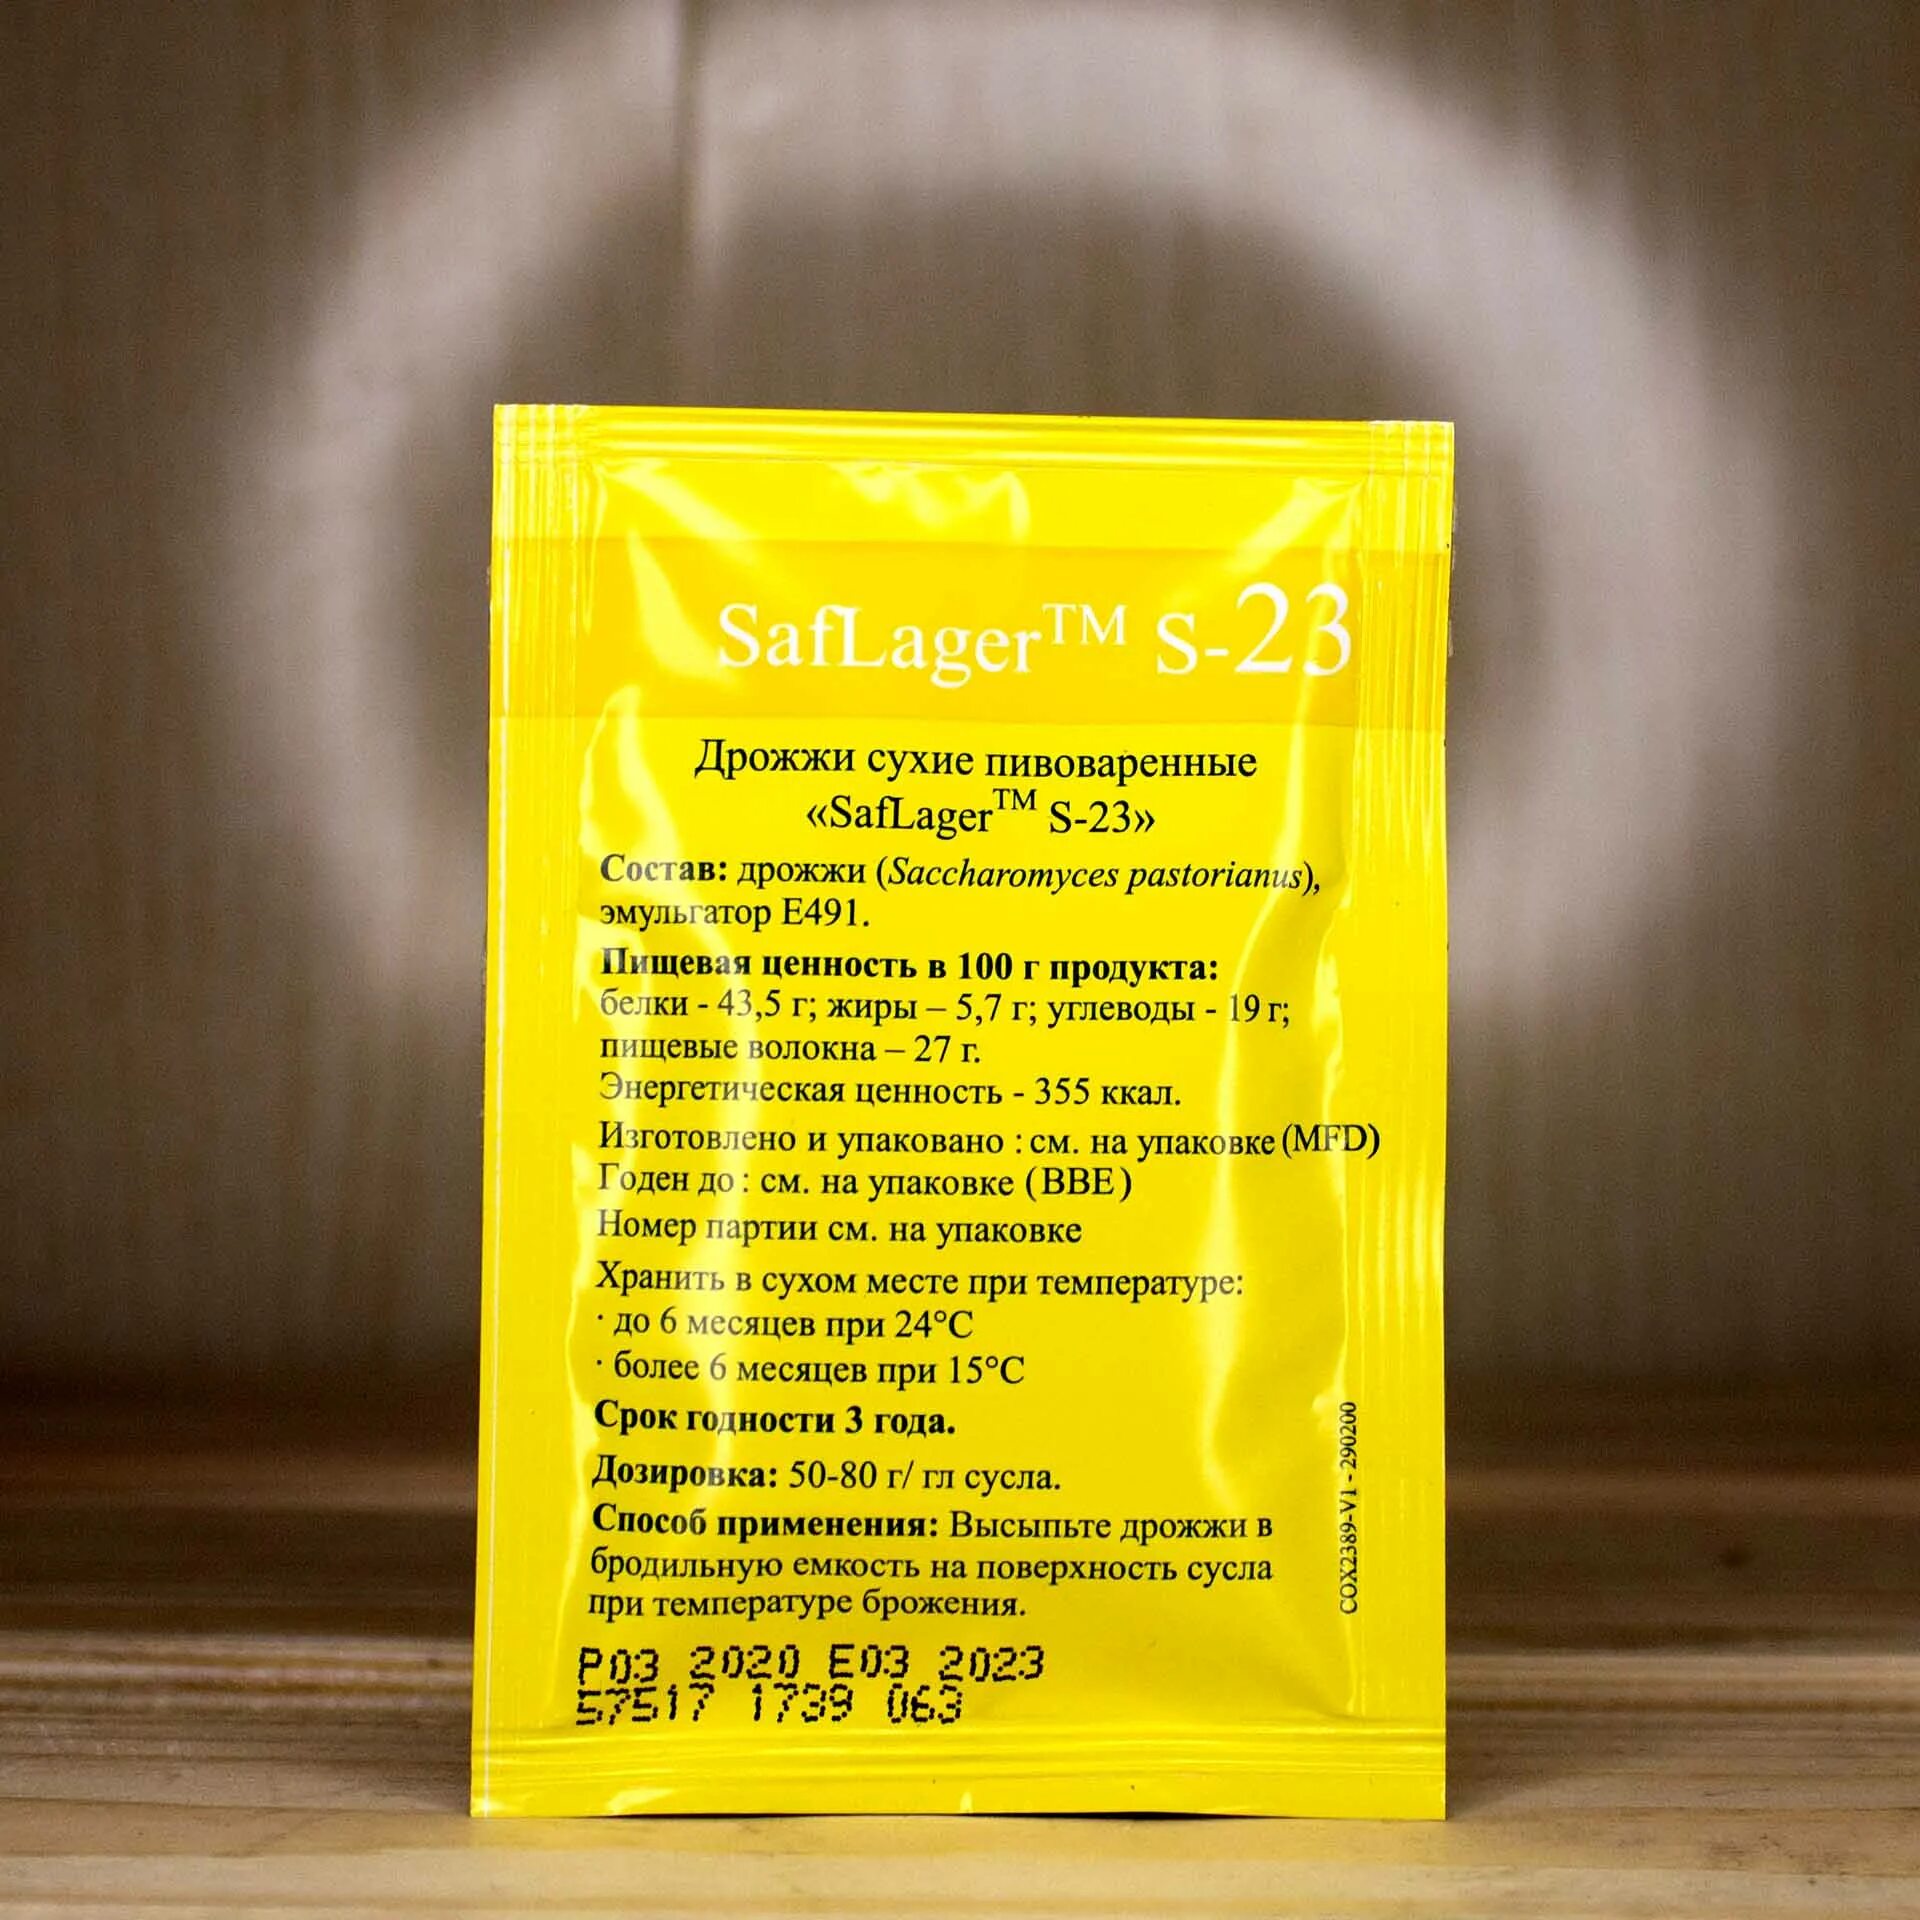 SafLager™ S-23
Дрожжи сухие пивоваренные
«SafLager™ S-23»
Состав: дрожжи (Saccharomyces pastorianus),
эмульгатор Е491.
Пищевая ценность в 100 г продукта:
белки - 43,5 г; жиры – 5,7 г; углеводы - 19 г;
пищевые волокна – 27 г.
Энергетическая ценность - 355 ккал.
Изготовлено и упаковано : см. на упаковке (MFD)
Годен до : см. на упаковке (BBE)
Номер партии см. на упаковке
Хранить в сухом месте при температуре:
· до 6 месяцев при 24°С
· более 6 месяцев при 15°С
Срок годности 3 года.
Дозировка: 50-80 г/ гл сусла.
Способ применения: Высыпьте дрожжи в
бродильную емкость на поверхность сусла
при температуре брожения.
COX2389-V1 - 290200
P03 2020 E03 2023
57517 1739 063